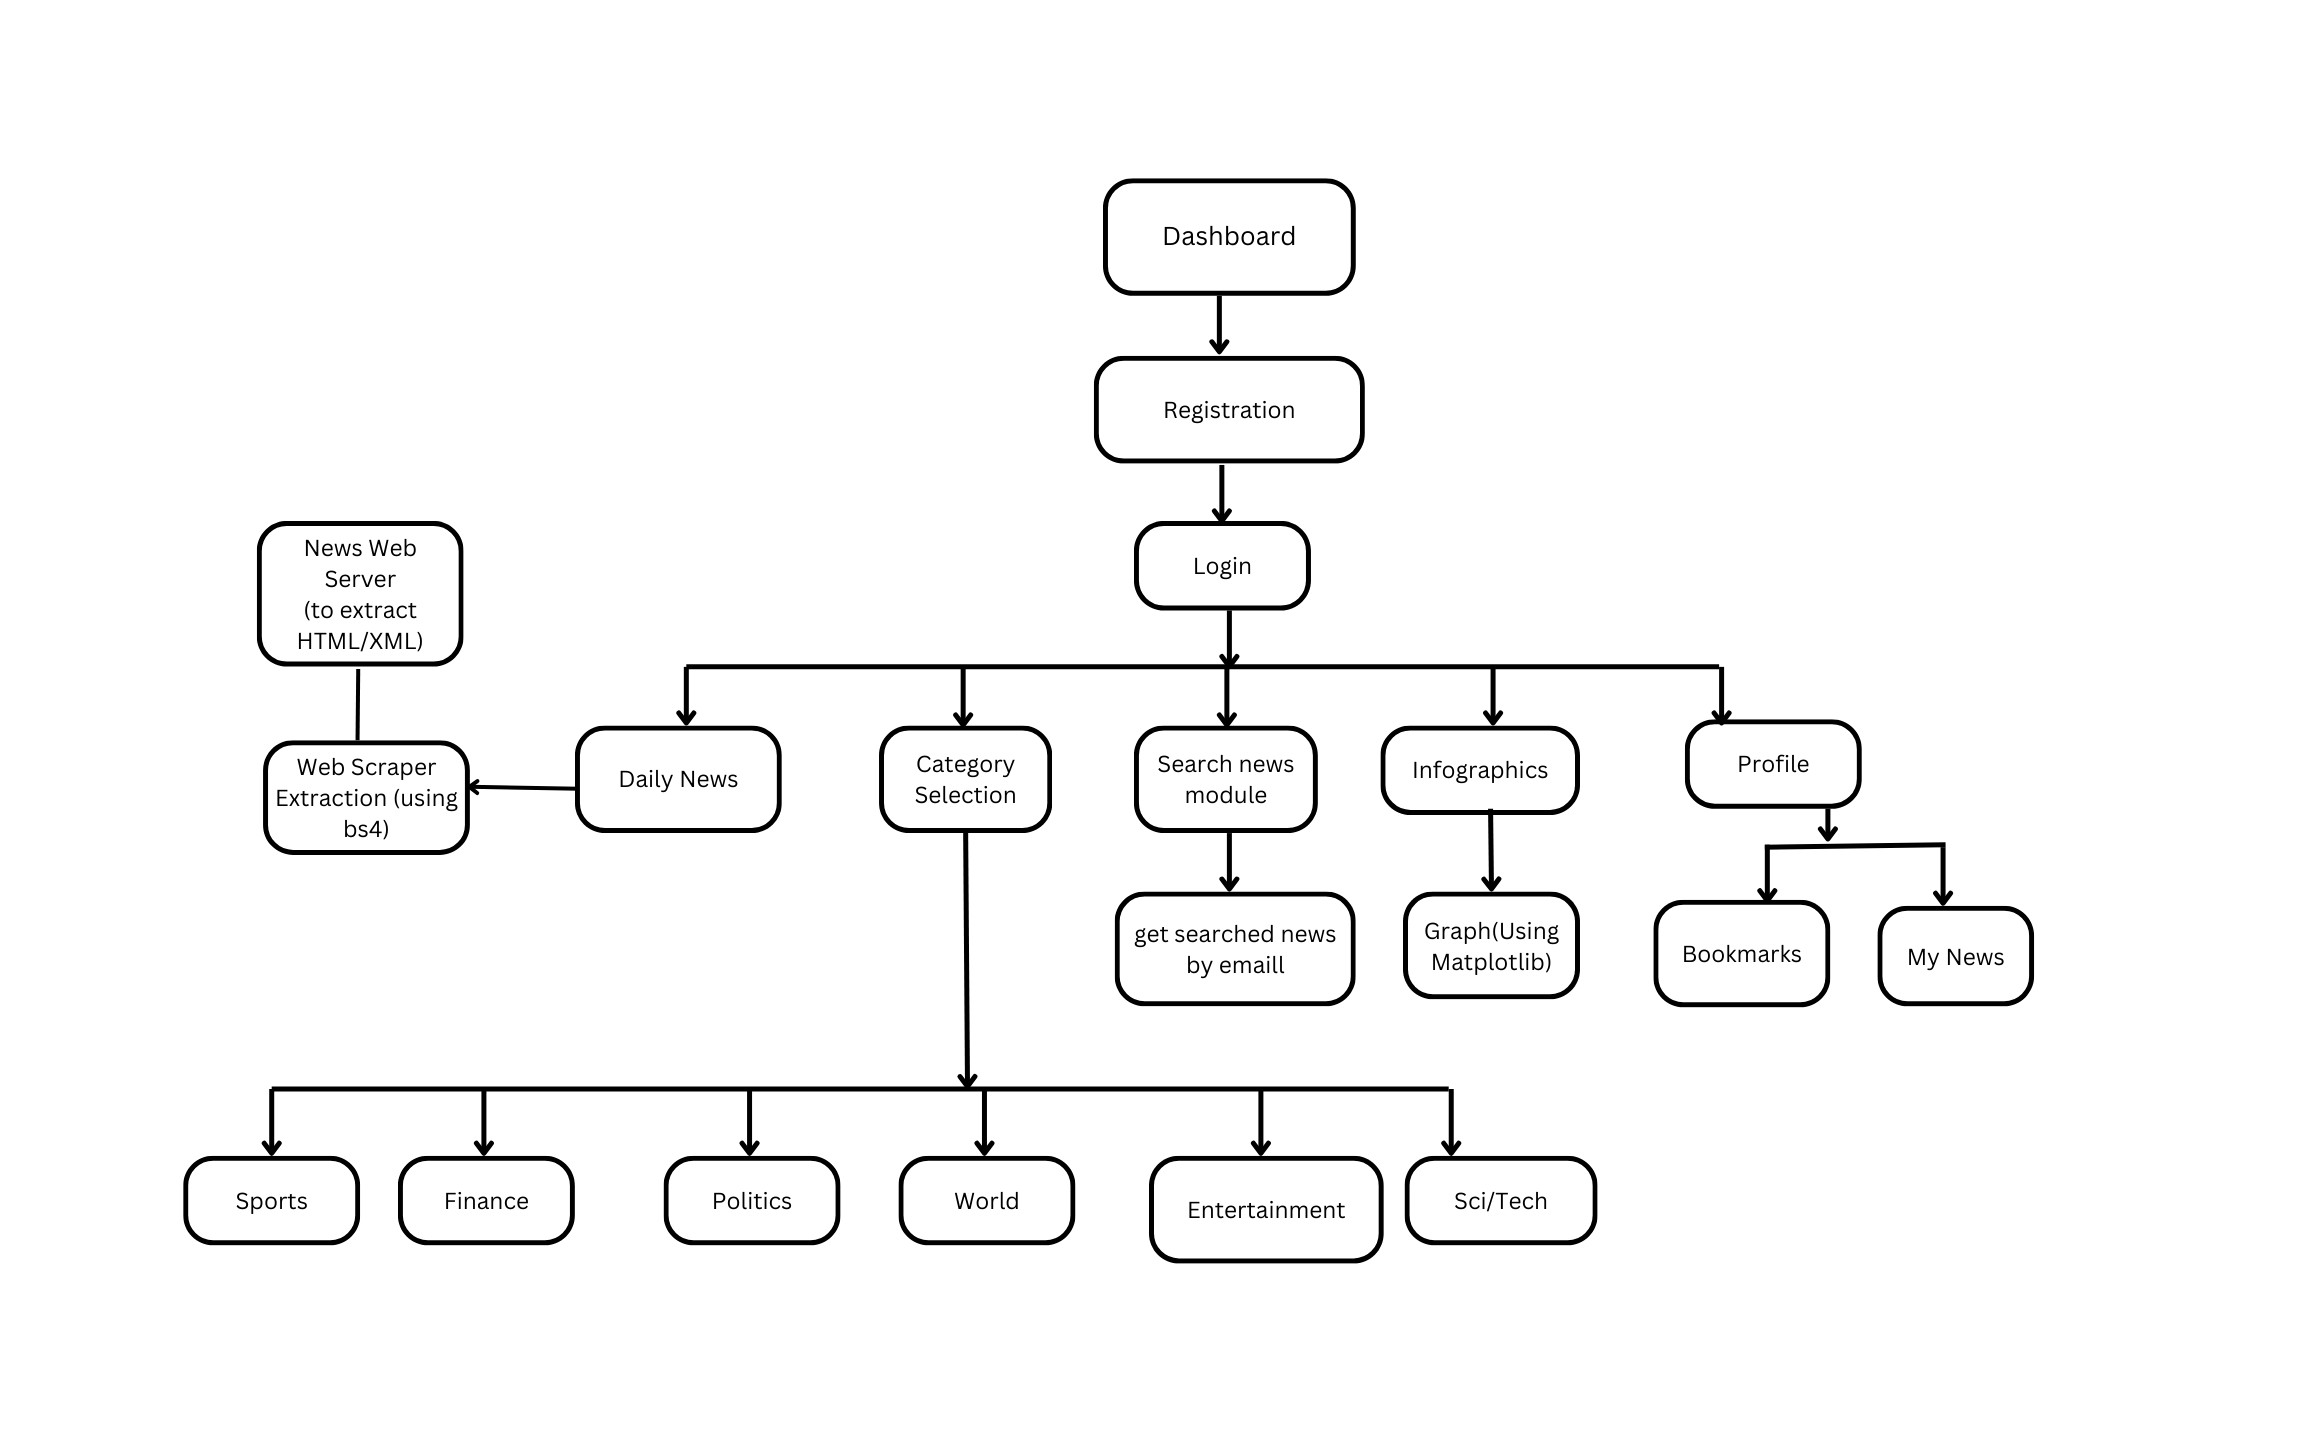 Dashboard
Registration
Login
News Web
Server
(to extract
HTML/XML)
Web Scraper
Extraction (using
bs4)
Daily News
Category
Selection
Search news
module
Infographics
Profile
get searched news
by emaill
Graph(Using
Matplotlib)
Bookmarks
My News
Sports
Finance
Politics
World
Entertainment
Sci/Tech